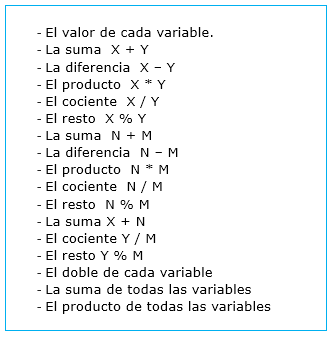 - El valor de cada variable.
- La suma X + Y
- La diferencia X – Y
- El producto X * Y
- El cociente X / Y
- El resto X % Y
- La suma N + M
- La diferencia N – M
- El producto N * M
- El cociente N / M
- El resto N % M
- La suma X + N
- El cociente Y / M
- El resto Y % M
- El doble de cada variable
- La suma de todas las variables
- El producto de todas las variables